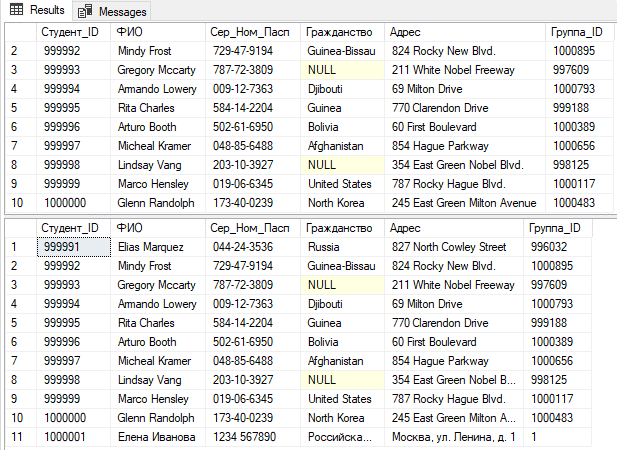 Results Messages
Студент_ID ФИО Сер_Ном_Пасп Гражданство Адрес Группа_ID
2 999992 Mindy Frost 729-47-9194 Guinea-Bissau 824 Rocky New Blvd. 1000895
3 999993 Gregory Mccarty 787-72-3809 NULL 211 White Nobel Freeway 997609
4 999994 Armando Lowery 009-12-7363 Djibouti 69 Milton Drive 1000793
5 999995 Rita Charles 584-14-2204 Guinea 770 Clarendon Drive 999188
6 999996 Arturo Booth 502-61-6950 Bolivia 60 First Boulevard 1000389
7 999997 Micheal Kramer 048-85-6488 Afghanistan 854 Hague Parkway 1000656
8 999998 Lindsay Vang 203-10-3927 NULL 354 East Green Nobel Blvd. 998125
9 999999 Marco Hensley 019-06-6345 United States 787 Rocky Hague Blvd. 1000117
10 1000000 Glenn Randolph 173-40-0239 North Korea 245 East Green Milton Avenue 1000483
Студент_ID ФИО Сер_Ном_Пасп Гражданство Адрес Группа_ID
1 999991 Elias Marquez 044-24-3536 Russia 827 North Cowley Street 996032
2 999992 Mindy Frost 729-47-9194 Guinea-Bissau 824 Rocky New Blvd. 1000895
3 999993 Gregory Mccarty 787-72-3809 NULL 211 White Nobel Freeway 997609
4 999994 Armando Lowery 009-12-7363 Djibouti 69 Milton Drive 1000793
5 999995 Rita Charles 584-14-2204 Guinea 770 Clarendon Drive 999188
6 999996 Arturo Booth 502-61-6950 Bolivia 60 First Boulevard 1000389
7 999997 Micheal Kramer 048-85-6488 Afghanistan 854 Hague Parkway 1000656
8 999998 Lindsay Vang 203-10-3927 NULL 354 East Green Nobel B... 998125
9 999999 Marco Hensley 019-06-6345 United States 787 Rocky Hague Blvd. 1000117
10 1000000 Glenn Randolph 173-40-0239 North Korea 245 East Green Milton A... 1000483
11 1000001 Елена Иванова 1234 567890 Российска... Москва, ул. Ленина, д. 1 1